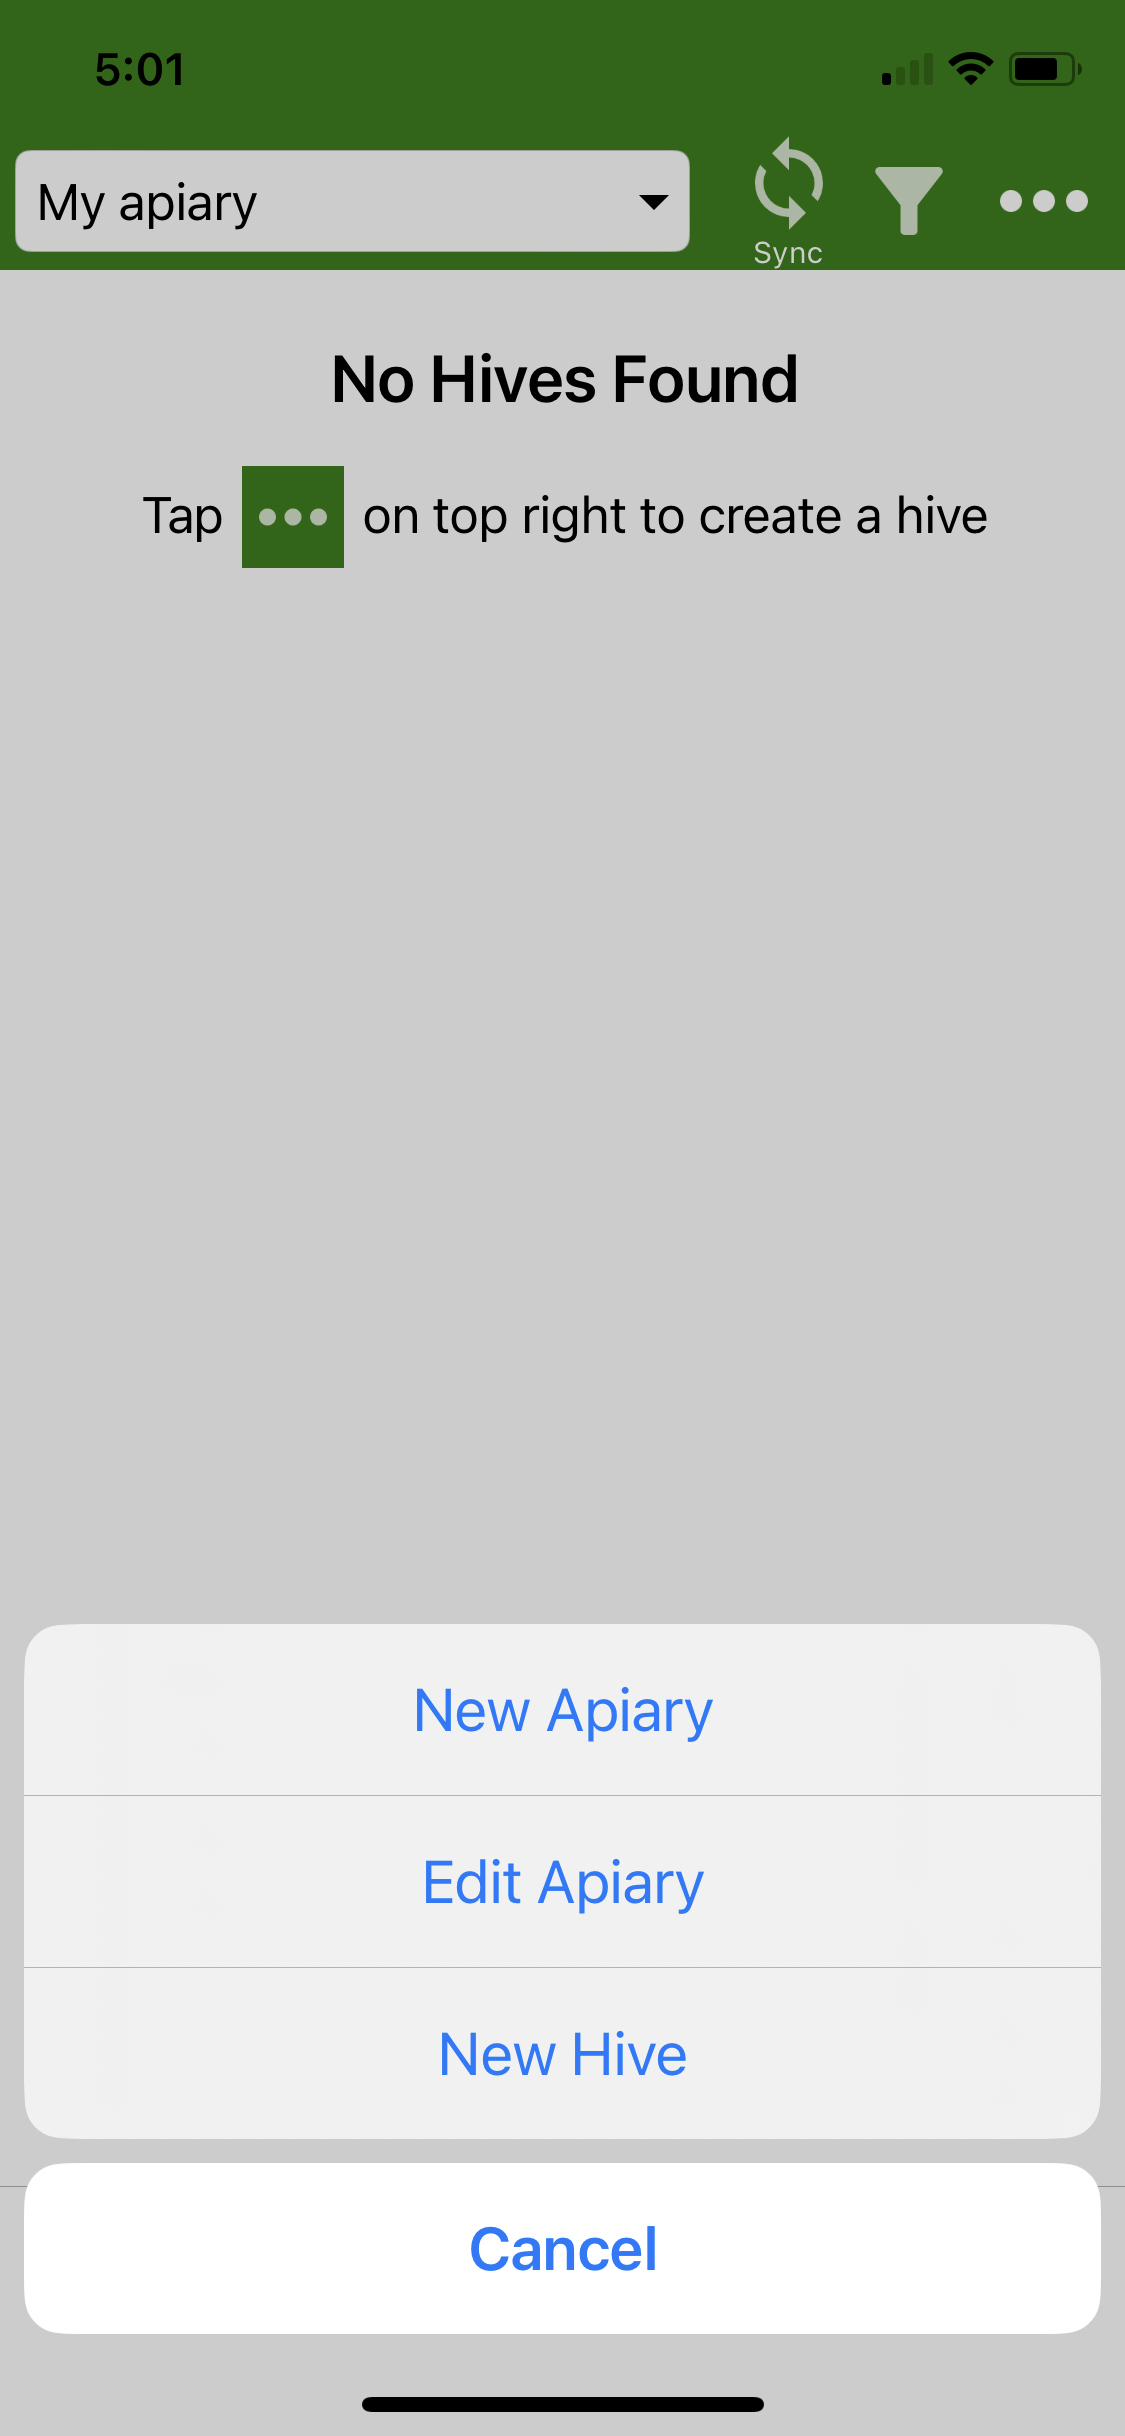 5:01
My apiary
Sync
No Hives Found
Tap ••• on top right to create a hive
New Apiary
Edit Apiary
New Hive
Cancel